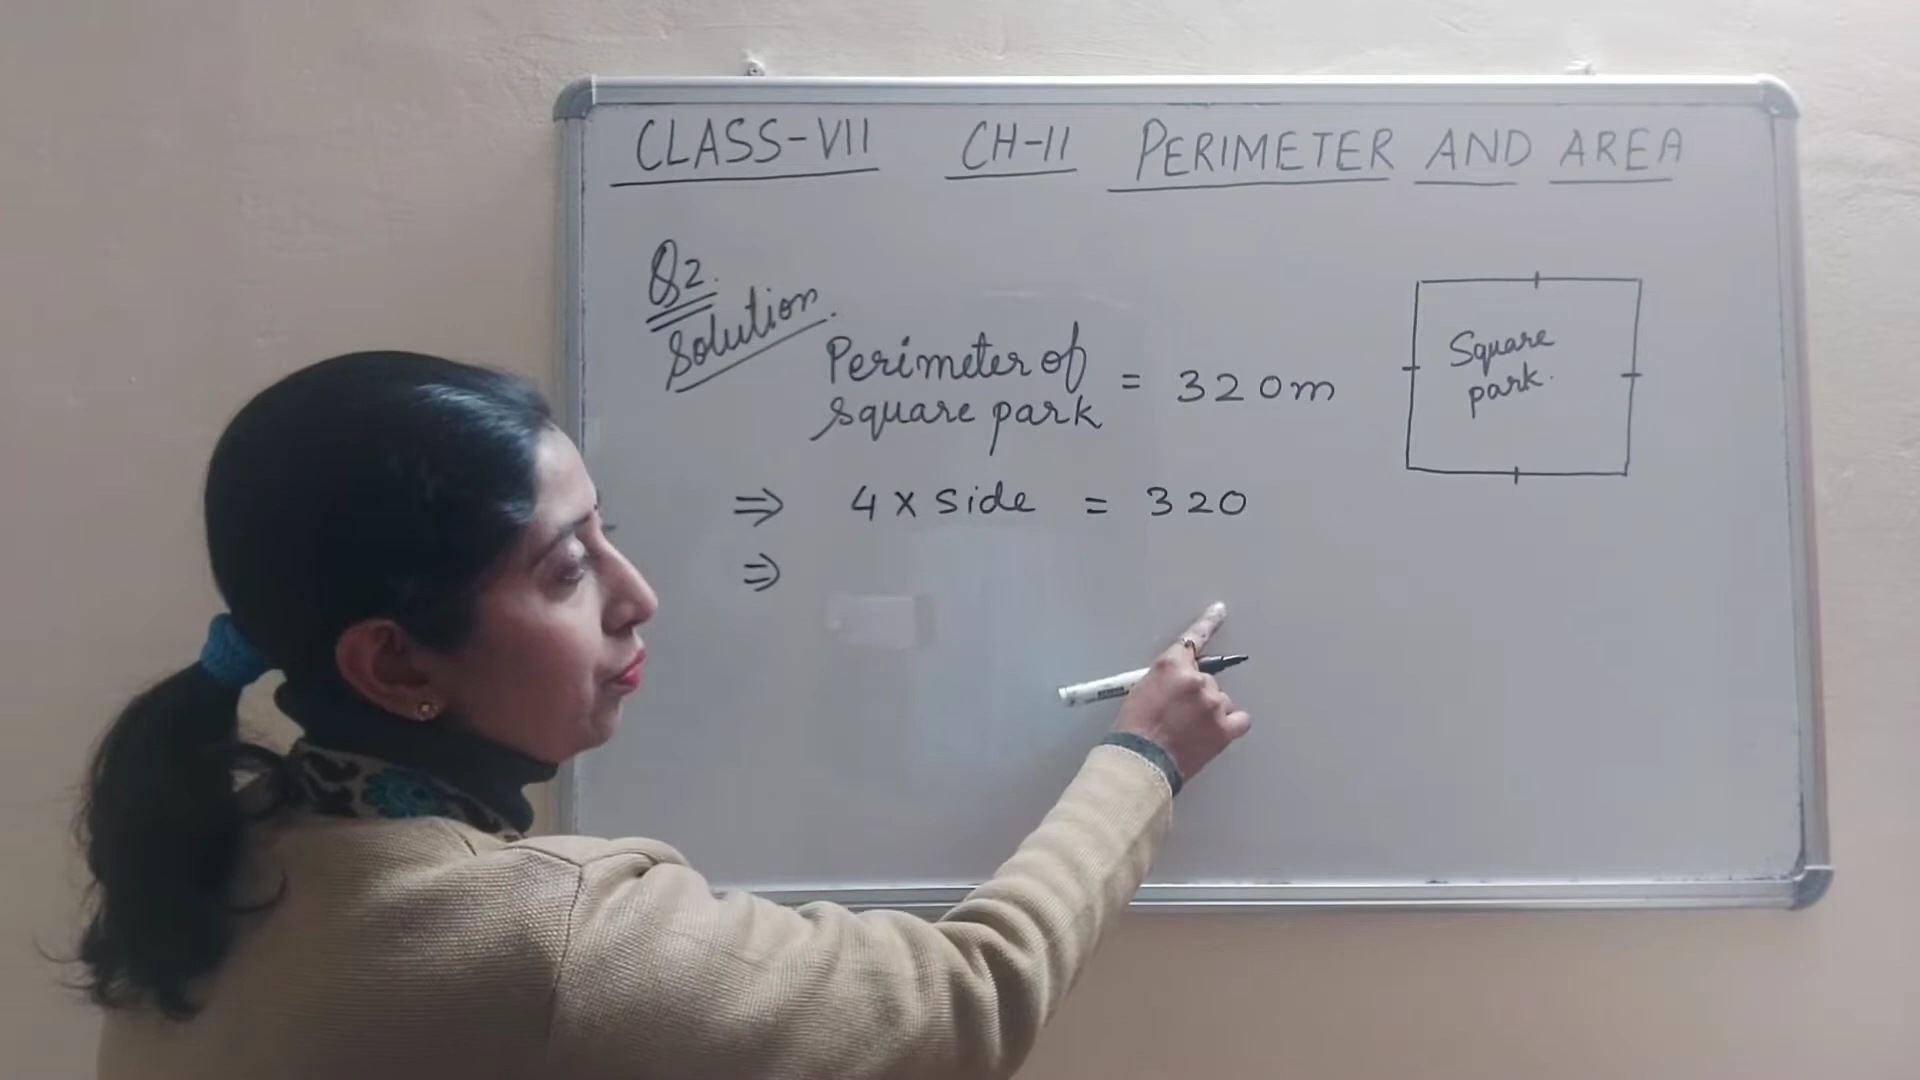 CLASS-VII CH-11 PERIMETER AND AREA
Q2.
Solution.
Perimeter of
square park = 320m
Square
park.
⇒ 4 x side = 320
⇒